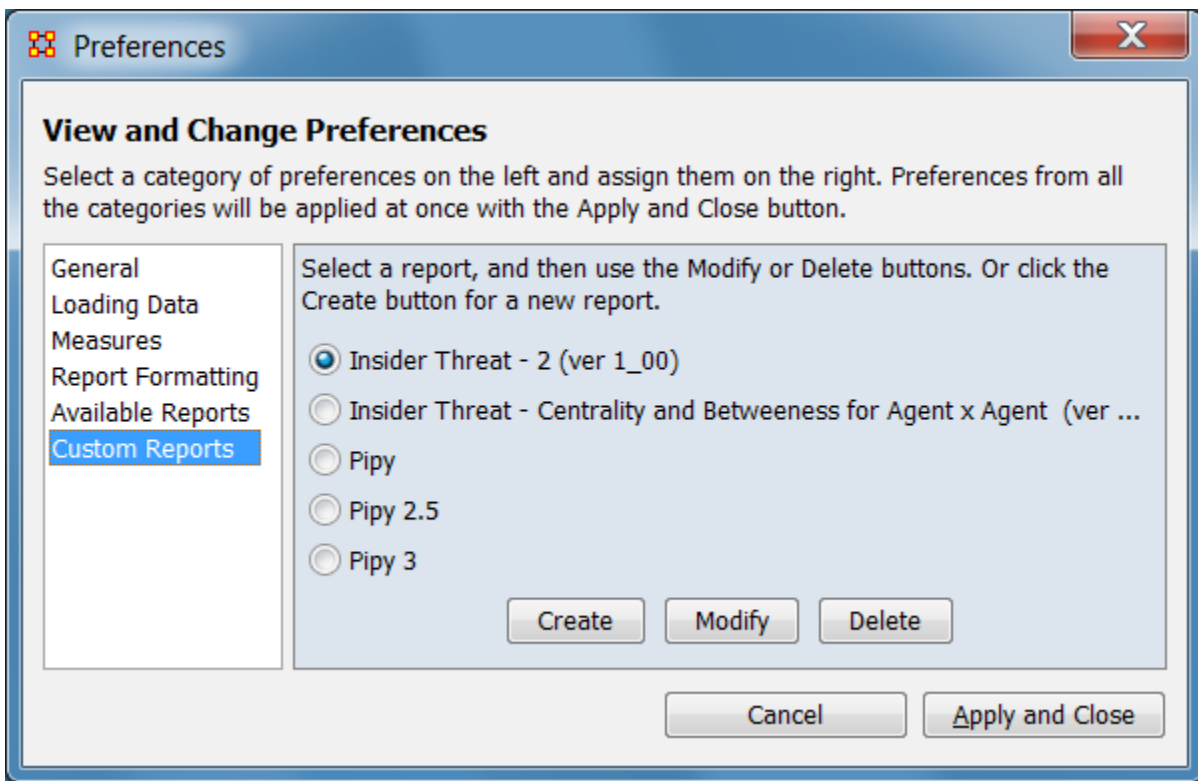 Preferences
View and Change Preferences
Select a category of preferences on the left and assign them on the right. Preferences from all
the categories will be applied at once with the Apply and Close button.
General
Loading Data
Measures
Report Formatting
Available Reports
Custom Reports
Select a report, and then use the Modify or Delete buttons. Or click the
Create button for a new report.
Insider Threat - 2 (ver 1_00)
Insider Threat - Centrality and Betweeness for Agent x Agent (ver ...
Pipy
Pipy 2.5
Pipy 3
Create Modify Delete
Cancel Apply and Close